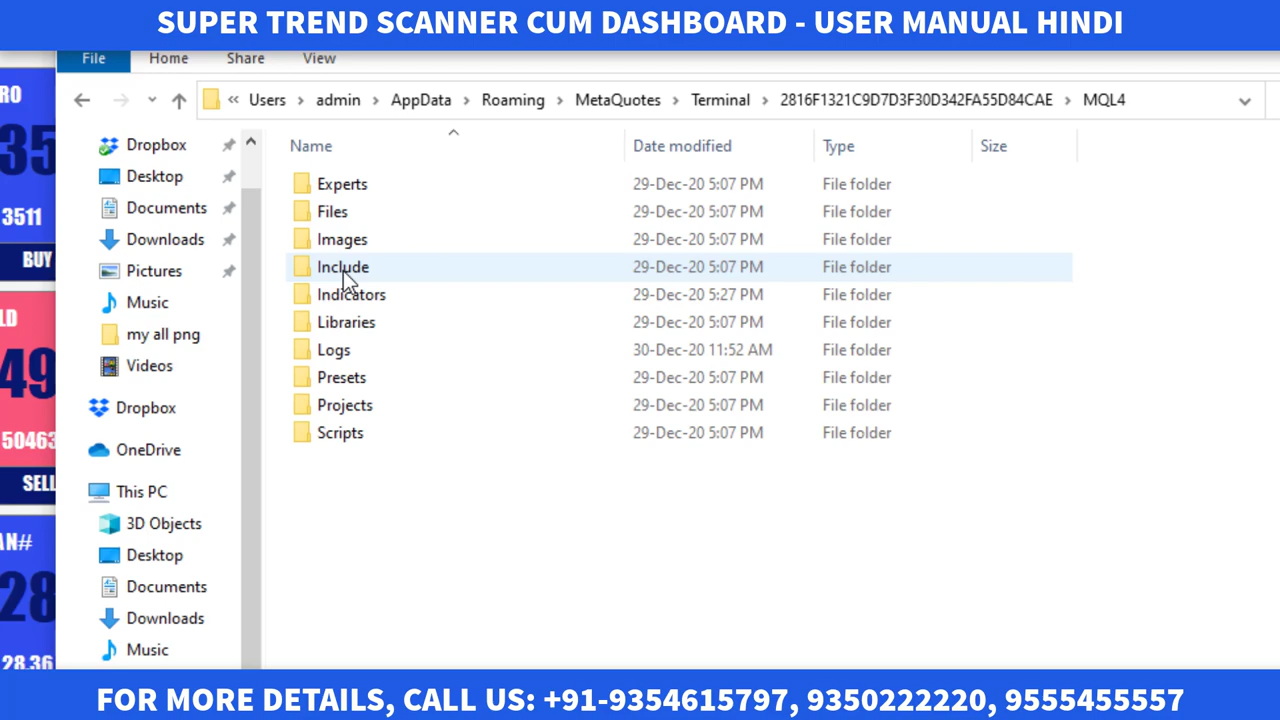 SUPER TREND SCANNER CUM DASHBOARD - USER MANUAL HINDI
File Home Share View
« Users > admin > AppData > Roaming > MetaQuotes > Terminal > 2816F1321C9D7D3F30D342FA55D84CAE > MQL4
Name Date modified Type Size
Dropbox
Desktop
Documents
Downloads
Pictures
Music
my all png
Videos
Dropbox
OneDrive
This PC
3D Objects
Desktop
Documents
Downloads
Music
Experts 29-Dec-20 5:07 PM File folder
Files 29-Dec-20 5:07 PM File folder
Images 29-Dec-20 5:07 PM File folder
Include 29-Dec-20 5:07 PM File folder
Indicators 29-Dec-20 5:27 PM File folder
Libraries 29-Dec-20 5:07 PM File folder
Logs 30-Dec-20 11:52 AM File folder
Presets 29-Dec-20 5:07 PM File folder
Projects 29-Dec-20 5:07 PM File folder
Scripts 29-Dec-20 5:07 PM File folder
RO
35
3511
BUY
LD
49
50463
SELL
AN#
28
28.36
FOR MORE DETAILS, CALL US: +91-9354615797, 9350222220, 9555455557